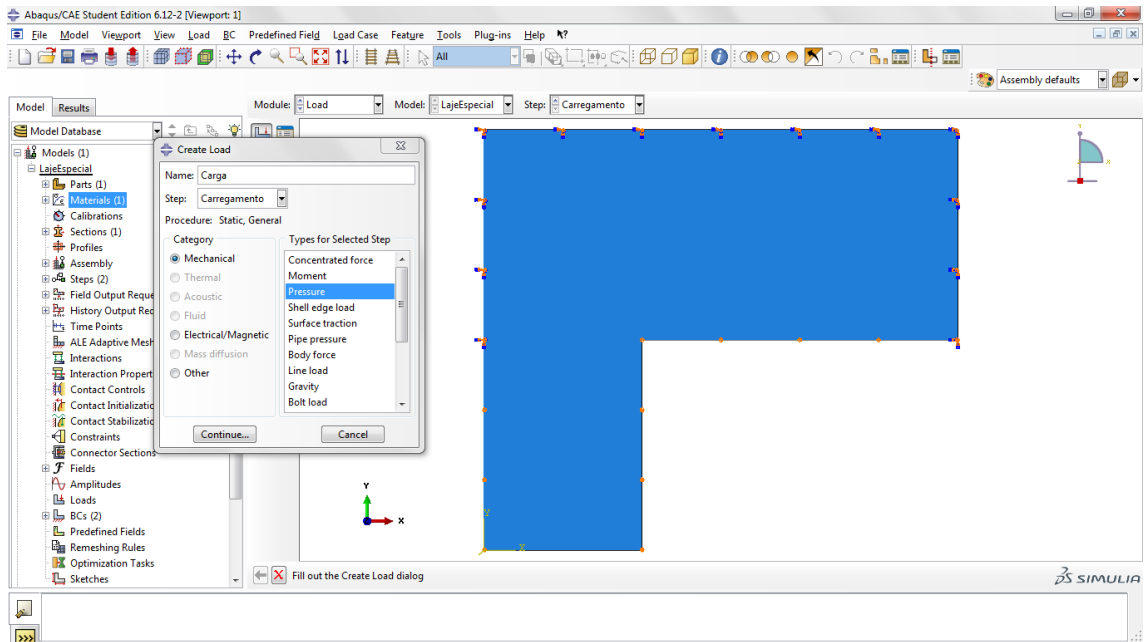 Abaqus/CAE Student Edition 6.12-2 [Viewport: 1]
File Model Viewport View Load BC Predefined Field Load Case Feature Tools Plug-ins Help
All
Assembly defaults
Model Results
Module: Load Model: LajeEspecial Step: Carregamento
Model Database
Models (1)
LajeEspecial
Parts (1)
Materials (1)
Calibrations
Sections (1)
Profiles
Assembly
Steps (2)
Field Output Reque
History Output Req
Time Points
ALE Adaptive Mesh
Interactions
Interaction Propert
Contact Controls
Contact Initializatio
Contact Stabilizatio
Constraints
Connector Sections
Fields
Amplitudes
Loads
BCs (2)
Predefined Fields
Remeshing Rules
Optimization Tasks
Sketches
Create Load
Name: Carga
Step: Carregamento
Procedure: Static, General
Category
Mechanical
Thermal
Acoustic
Fluid
Electrical/Magnetic
Mass diffusion
Other
Types for Selected Step
Concentrated force
Moment
Pressure
Shell edge load
Surface traction
Pipe pressure
Body force
Line load
Gravity
Bolt load
Continue... Cancel
Y
X
Y
X
Y
X
Fill out the Create Load dialog
SIMULIA
>>>